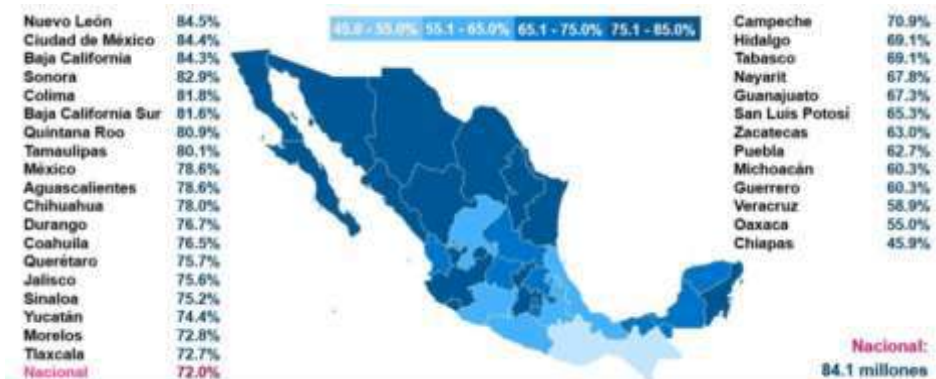 Nuevo León 84.5%
Ciudad de México 84.4%
Baja California 84.3%
Sonora 82.9%
Colima 81.8%
Baja California Sur 81.6%
Quintana Roo 80.9%
Tamaulipas 80.1%
México 78.6%
Aguascalientes 78.6%
Chihuahua 78.0%
Durango 76.7%
Coahuila 76.5%
Querétaro 75.7%
Jalisco 75.6%
Sinaloa 75.2%
Yucatán 74.4%
Morelos 72.8%
Tlaxcala 72.7%
Nacional 72.0%
45.0 - 55.0% 55.1 - 65.0% 65.1 - 75.0% 75.1 - 85.0%
Campeche 70.9%
Hidalgo 69.1%
Tabasco 69.1%
Nayarit 67.8%
Guanajuato 67.3%
San Luis Potosí 65.3%
Zacatecas 63.0%
Puebla 62.7%
Michoacán 60.3%
Guerrero 60.3%
Veracruz 58.9%
Oaxaca 55.0%
Chiapas 45.9%
Nacional:
84.1 millones